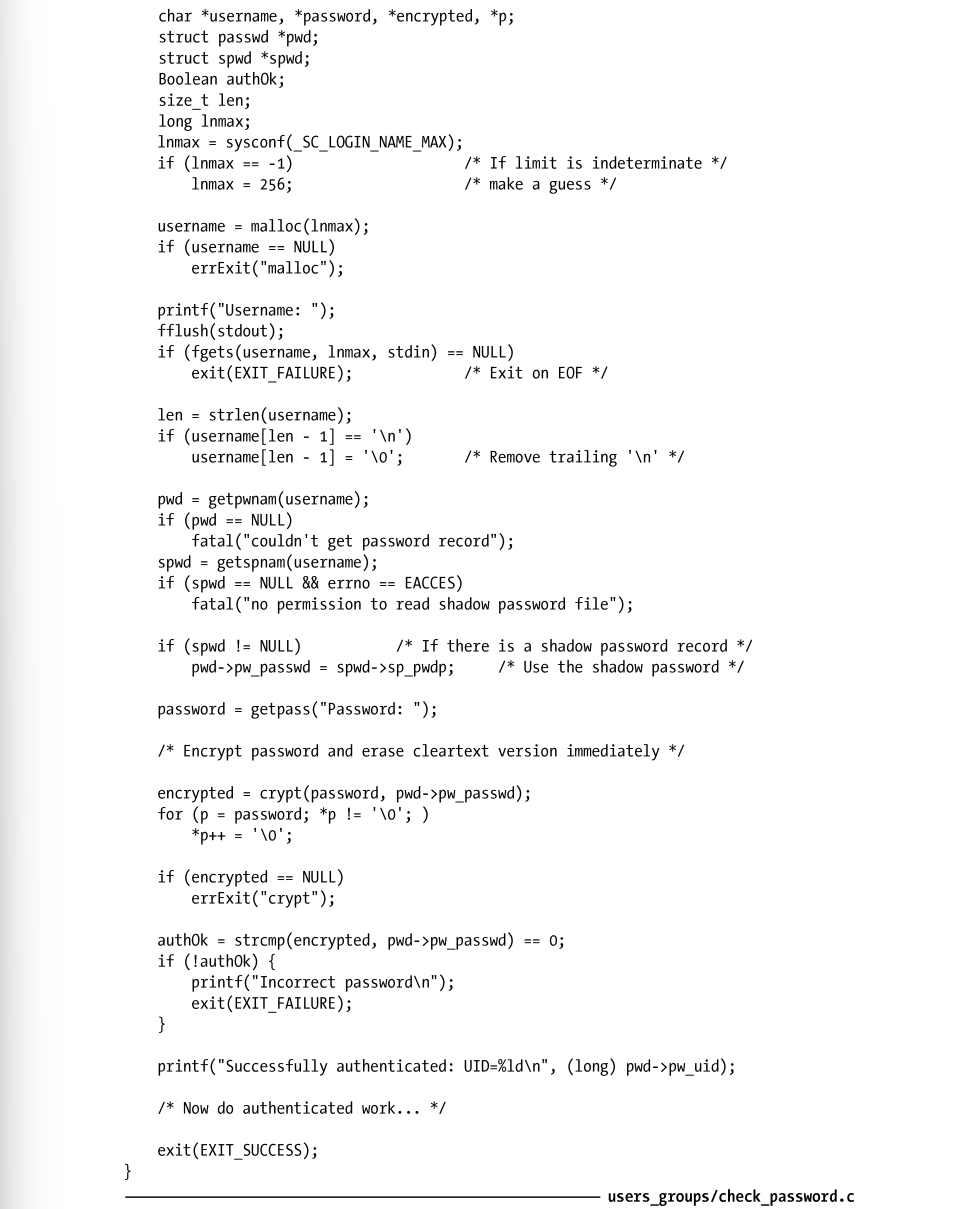 char *username, *password, *encrypted, *p;
struct passwd *pwd;
struct spwd *spwd;
Boolean authOk;
size_t len;
long lnmax;
lnmax = sysconf(_SC_LOGIN_NAME_MAX);
if (lnmax == -1) /* If limit is indeterminate */
lnmax = 256; /* make a guess */
username = malloc(lnmax);
if (username == NULL)
errExit("malloc");
printf("Username: ");
fflush(stdout);
if (fgets(username, lnmax, stdin) == NULL)
exit(EXIT_FAILURE); /* Exit on EOF */
len = strlen(username);
if (username[len - 1] == '\n')
username[len - 1] = '\0'; /* Remove trailing '\n' */
pwd = getpwnam(username);
if (pwd == NULL)
fatal("couldn't get password record");
spwd = getspnam(username);
if (spwd == NULL && errno == EACCES)
fatal("no permission to read shadow password file");
if (spwd != NULL) /* If there is a shadow password record */
pwd->pw_passwd = spwd->sp_pwdp; /* Use the shadow password */
password = getpass("Password: ");
/* Encrypt password and erase cleartext version immediately */
encrypted = crypt(password, pwd->pw_passwd);
for (p = password; *p != '\0'; )
*p++ = '\0';
if (encrypted == NULL)
errExit("crypt");
authOk = strcmp(encrypted, pwd->pw_passwd) == 0;
if (!authOk) {
printf("Incorrect password\n");
exit(EXIT_FAILURE);
}
printf("Successfully authenticated: UID=%ld\n", (long) pwd->pw_uid);
/* Now do authenticated work... */
exit(EXIT_SUCCESS);
}
users_groups/check_password.c